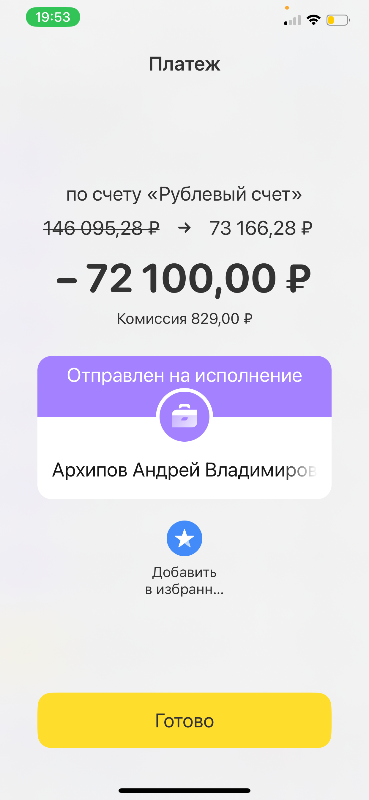 19:53
Платеж
по счету «Рублевый счет»
146 095,28 ₽ → 73 166,28 ₽
– 72 100,00 ₽
Комиссия 829,00 ₽
Отправлен на исполнение
Архипов Андрей Владимиров
Добавить
в избранн...
Готово